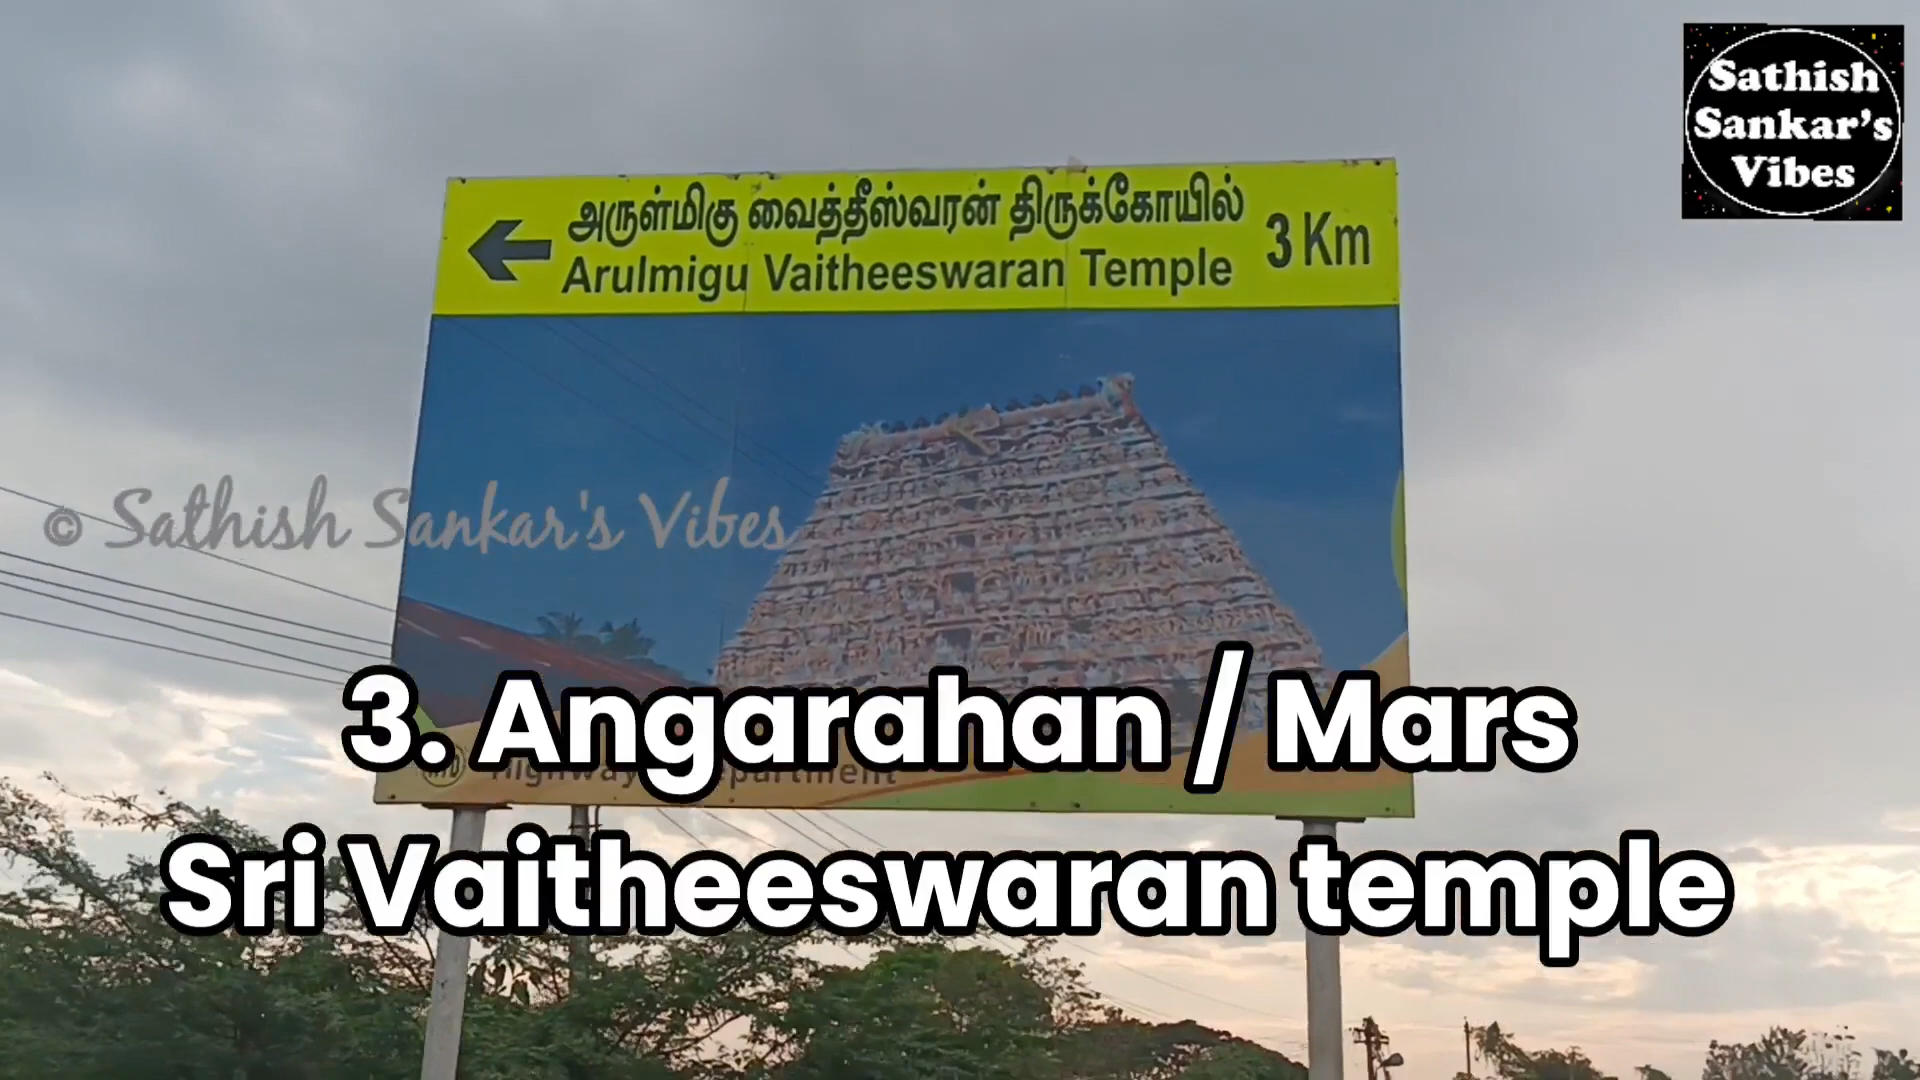 Sathish
Sankar's
Vibes
அருள்மிகு வைத்தீஸ்வரன் திருக்கோயில்
Arulmigu Vaitheeswaran Temple
3 Km
© Sathish Sankar's Vibes
3. Angarahan / Mars
Sri Vaitheeswaran temple